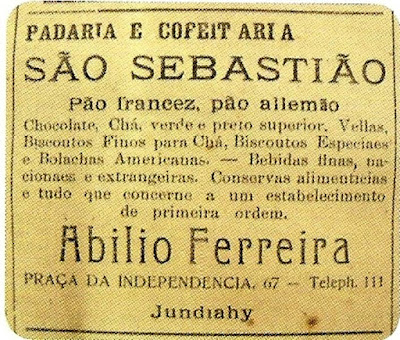 PADARIA E COFEITARIA
SÃO SEBASTIÃO
Pão francez, pão allemão
Chocolate, Chá, verde e preto superior, Vellas,
Biscoutos Finos para Chá, Biscoutos Especiaes
e Bolachas Americanas. — Bebidas finas, na-
cionaes e extrangeiras. Conservas alimenticias
e tudo que concerne a um estabelecimento
de primeira ordem.
Abilio Ferreira
PRAÇA DA INDEPENDENCIA, 67 — Teleph. 111
Jundiahy